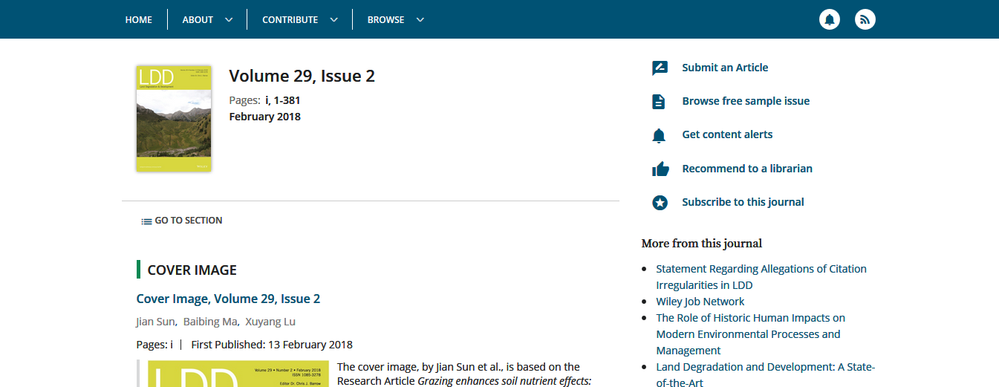 HOME
ABOUT
CONTRIBUTE
BROWSE
LDD
Land Degradation & Development
WILEY
Volume 29, Issue 2
Pages: i, 1-381
February 2018
GO TO SECTION
COVER IMAGE
Cover Image, Volume 29, Issue 2
Jian Sun, Baibing Ma, Xuyang Lu
Pages: i | First Published: 13 February 2018
LDD
Volume 29 • Number 2 • February 2018
ISSN 1085-3278
Editor Dr. Chris J. Barrow
The cover image, by Jian Sun et al., is based on the
Research Article Grazing enhances soil nutrient effects:
Submit an Article
Browse free sample issue
Get content alerts
Recommend to a librarian
Subscribe to this journal
More from this journal
Statement Regarding Allegations of Citation
Irregularities in LDD
Wiley Job Network
The Role of Historic Human Impacts on
Modern Environmental Processes and
Management
Land Degradation and Development: A State-
of-the-Art